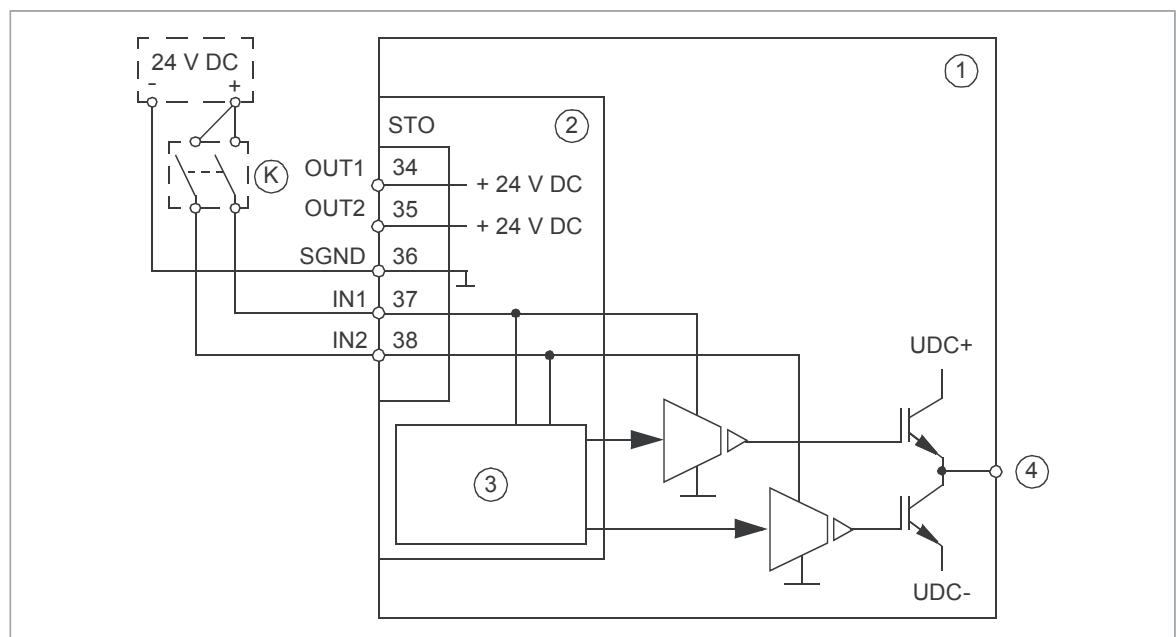 24 V DC
- +
1
2
STO
K
OUT1 34 + 24 V DC
OUT2 35 + 24 V DC
SGND 36
IN1 37
IN2 38
UDC+
3
4
UDC-